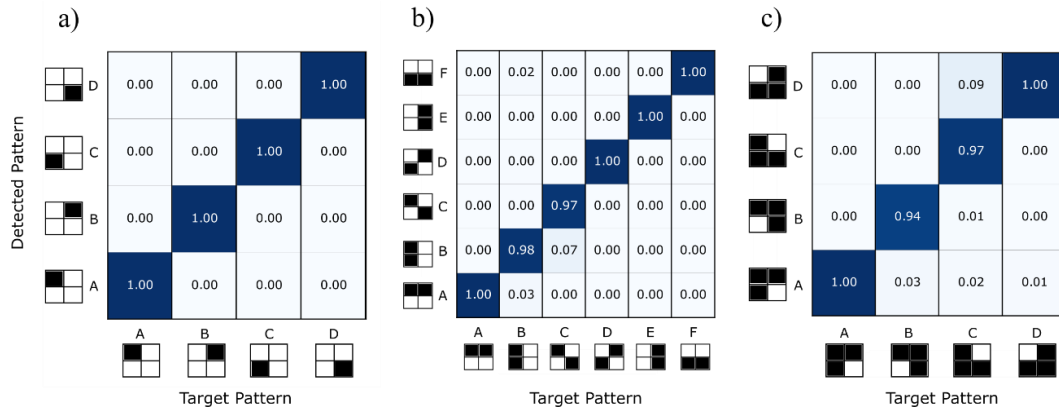 a)
Detected Pattern
D 0.00 0.00 0.00 1.00
C 0.00 0.00 1.00 0.00
B 0.00 1.00 0.00 0.00
A 1.00 0.00 0.00 0.00
A B C D
Target Pattern
b)
F 0.00 0.02 0.00 0.00 0.00 1.00
E 0.00 0.00 0.00 0.00 1.00 0.00
D 0.00 0.00 0.00 1.00 0.00 0.00
C 0.00 0.00 0.97 0.00 0.00 0.00
B 0.00 0.98 0.07 0.00 0.00 0.00
A 1.00 0.03 0.00 0.00 0.00 0.00
A B C D E F
Target Pattern
c)
D 0.00 0.00 0.09 1.00
C 0.00 0.00 0.97 0.00
B 0.00 0.94 0.01 0.00
A 1.00 0.03 0.02 0.01
A B C D
Target Pattern